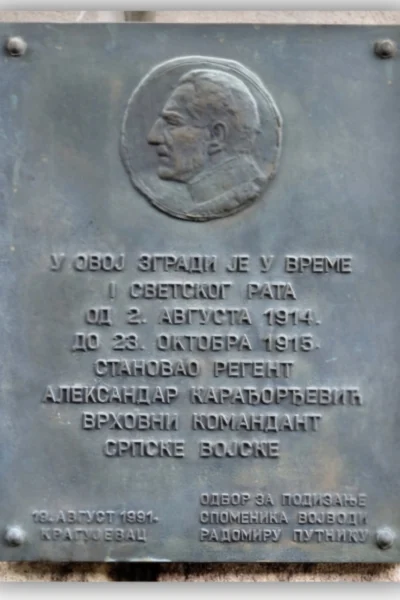 У ОВОЈ ЗГРАДИ ЈЕ У ВРЕМЕ
I СВЕТСКОГ РАТА
ОД 2. АВГУСТА 1914.
ДО 23. ОКТОБРА 1915.
СТАНОВАО РЕГЕНТ
АЛЕКСАНДАР КАРАЂОРЂЕВИЋ
ВРХОВНИ КОМАНДАНТ
СРПСКЕ ВОЈСКЕ
19. АВГУСТ 1991.
КРАГУЈЕВАЦ
ОДБОР ЗА ПОДИЗАЊЕ
СПОМЕНИКА ВОЈВОДИ
РАДОМИРУ ПУТНИКУ